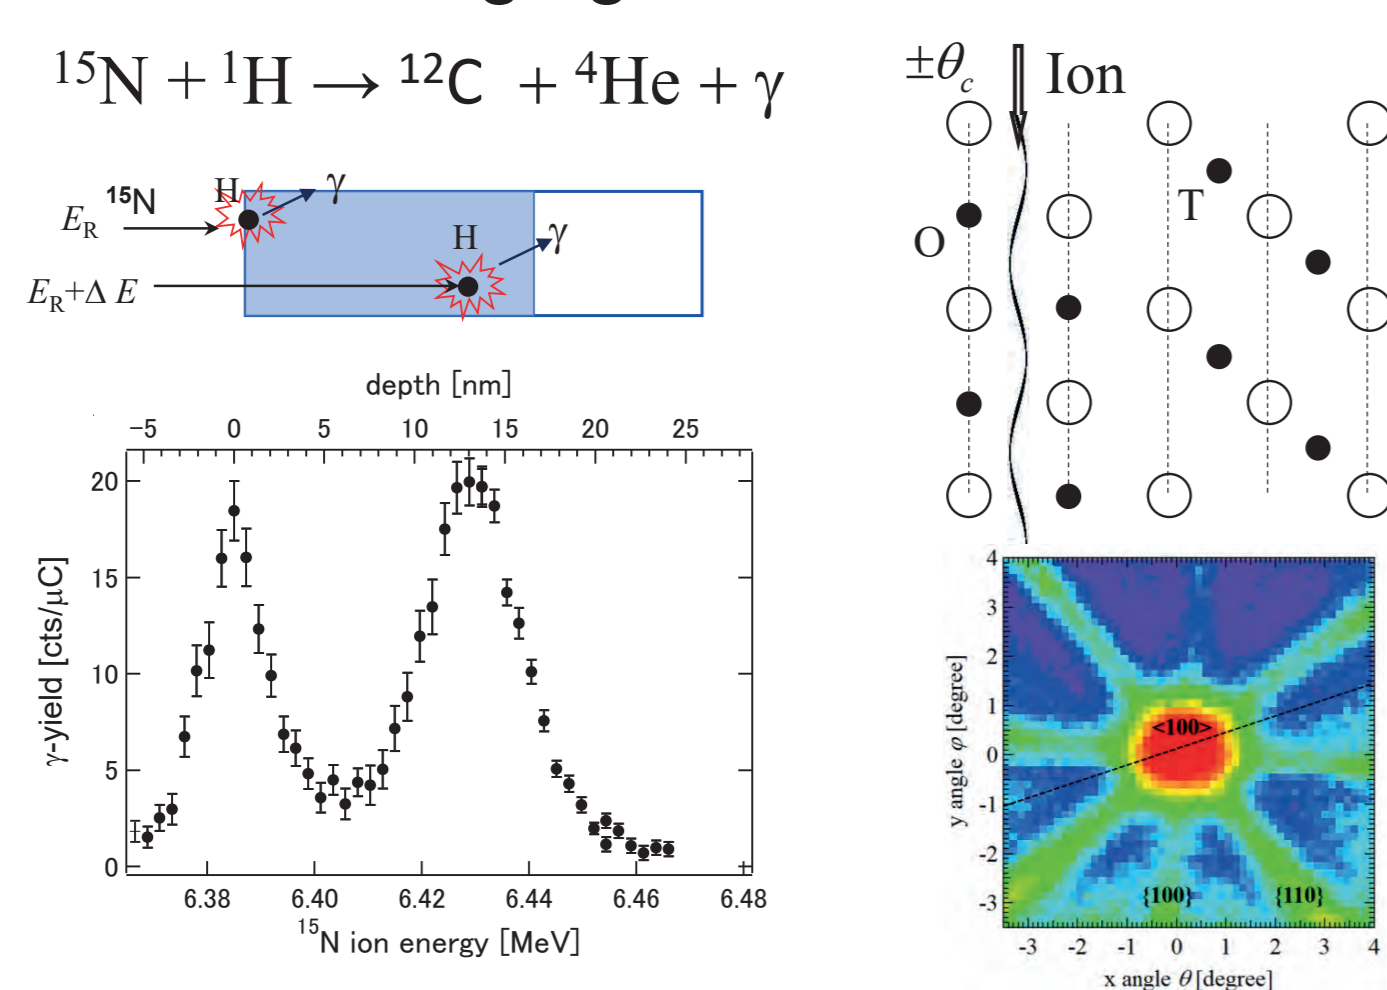 ¹⁵N + ¹H → ¹²C + ⁴He + γ
H
γ
¹⁵N
E_R
H
γ
E_R+Δ E
depth [nm]
−5 0 5 10 15 20 25
20
15
10
5
0
γ-yield [cts/μC]
6.38 6.40 6.42 6.44 6.46 6.48
¹⁵N ion energy [MeV]
±θ_c
Ion
T
O
4
3
2
1
0
-1
-2
-3
y angle φ [degree]
<100>
{100} {110}
-3 -2 -1 0 1 2 3 4
x angle θ [degree]